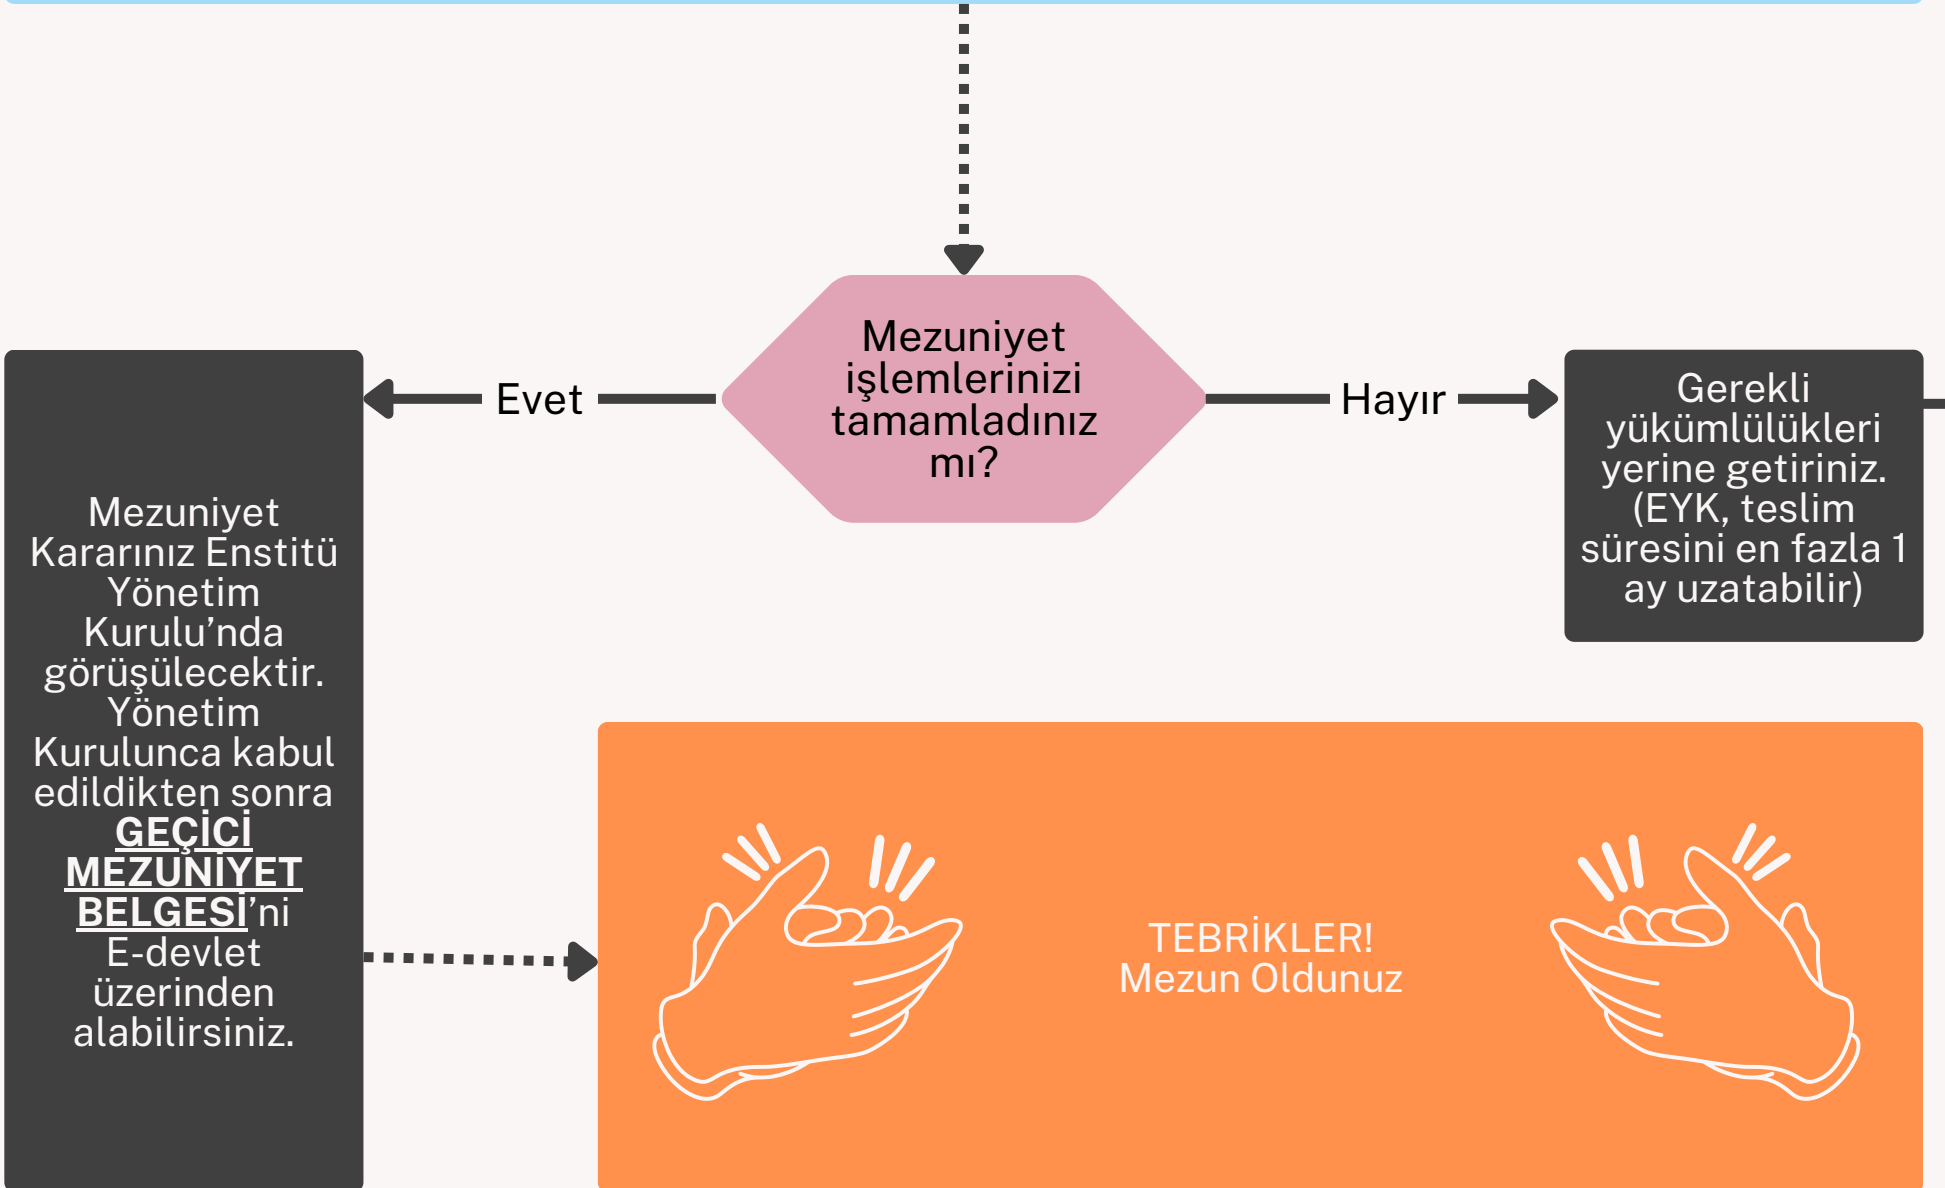 Mezuniyet
işlemlerinizi
tamamladınız
mı?
Evet
Hayır
Gerekli
yükümlülükleri
yerine getiriniz.
(EYK, teslim
süresini en fazla 1
ay uzatabilir)
Mezuniyet
Kararınız Enstitü
Yönetim
Kurulu’nda
görüşülecektir.
Yönetim
Kurulunca kabul
edildikten sonra
GEÇİCİ
MEZUNİYET
BELGESİ’ni
E-devlet
üzerinden
alabilirsiniz.
TEBRİKLER!
Mezun Oldunuz